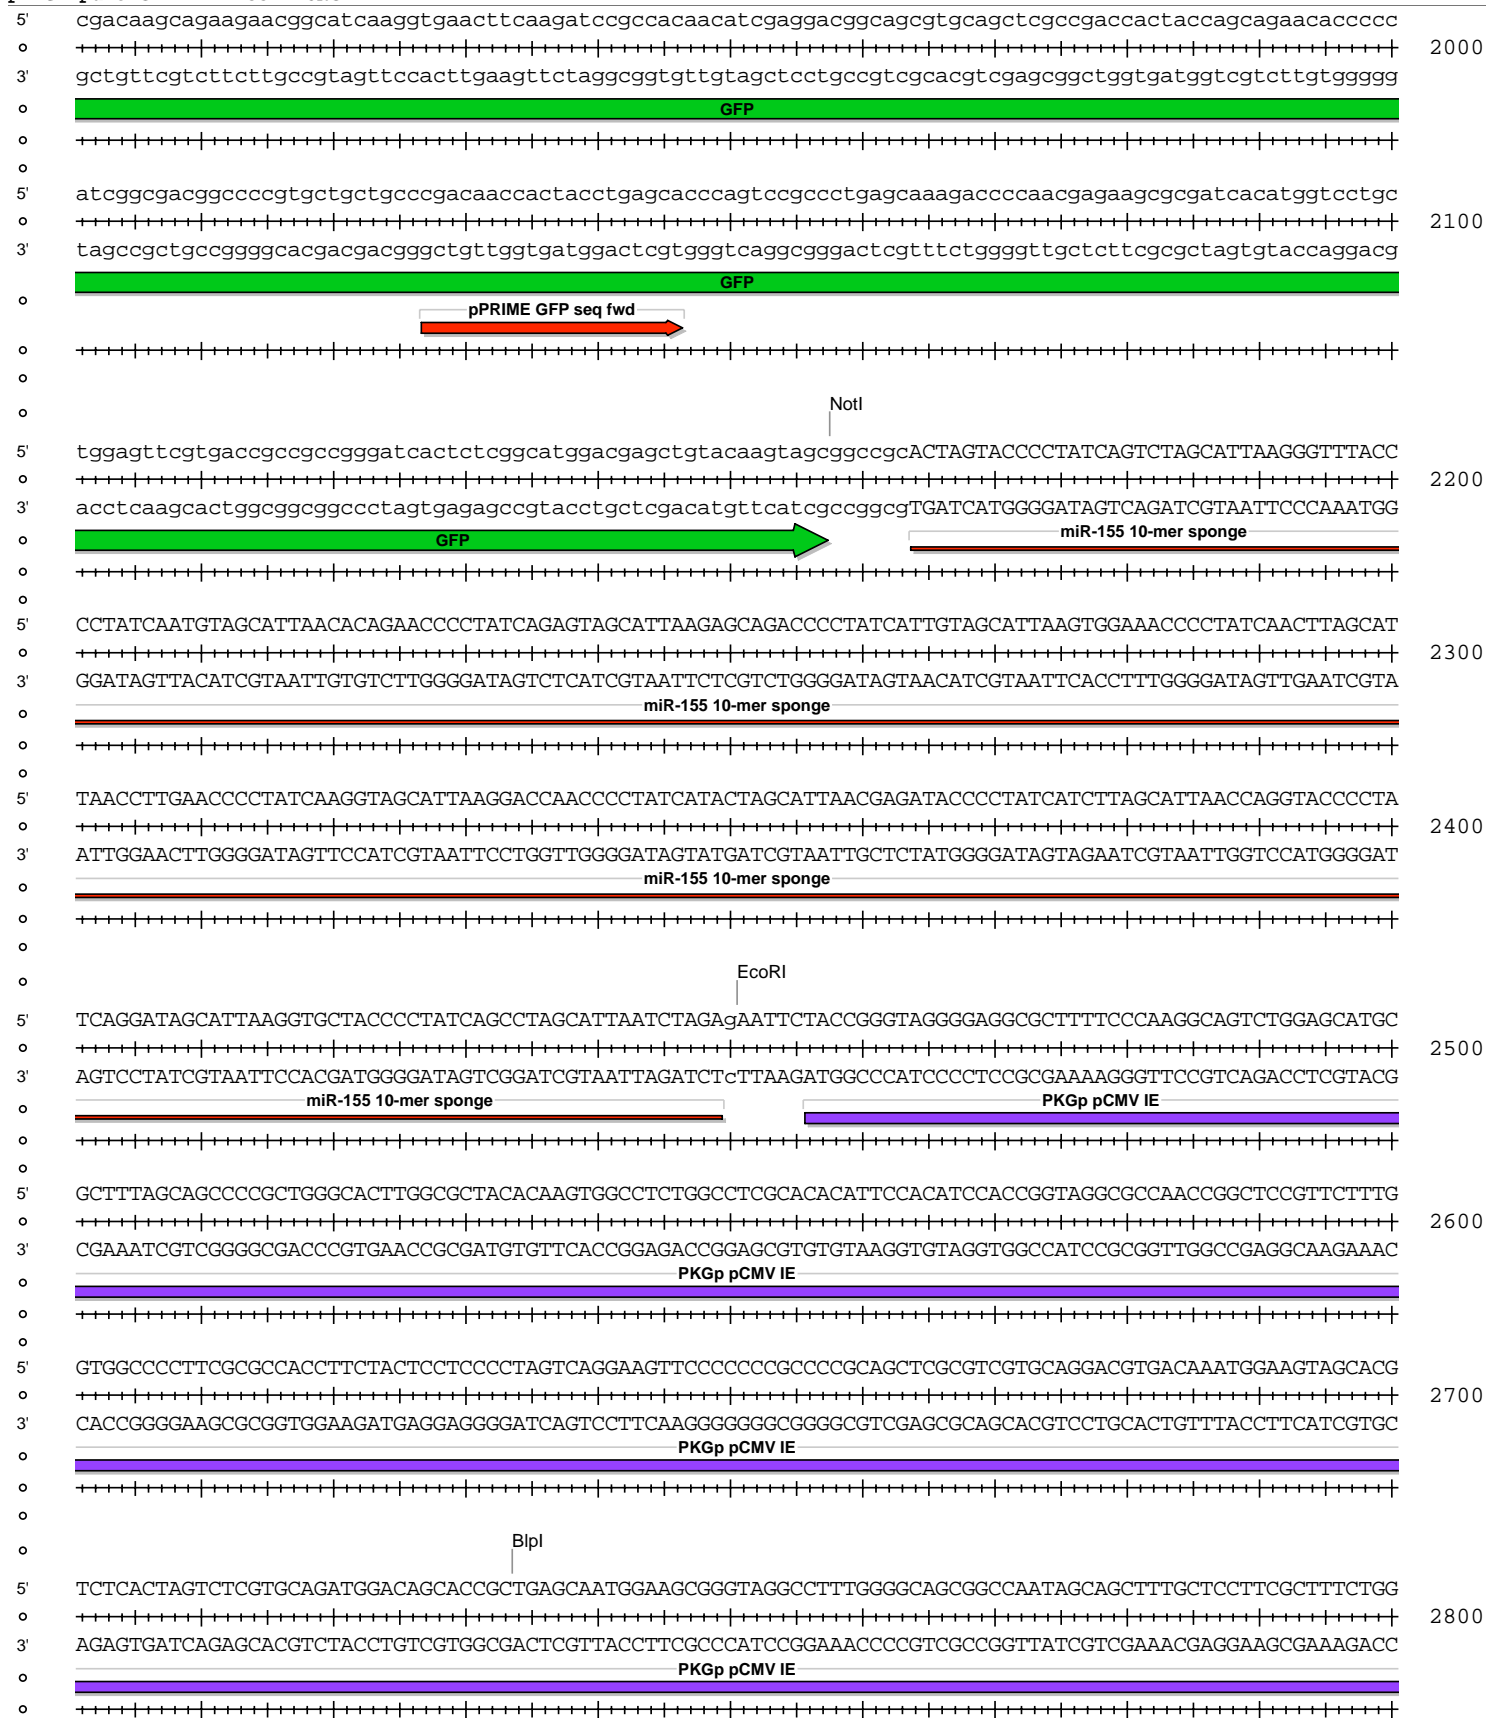 5' cgacaagcagaagaacggcatcaaggtgaacttcaagatccgccacaacatcgaggacggcagcgtgcagctcgccgaccactaccagcagaacaccccc
2000
3' gctgttcgtcttcttgccgtagttccacttgaagttctaggcggtgttgtagctcctgccgtcgcacgtcgagcggctggtgatggtcgtcttgtggggg
GFP
5' atcggcgacggccccgtgctgctgcccgacaaccactacctgagcacccagtccgccctgagcaaagaccccaacgagaagcgcgatcacatggtcctgc
2100
3' tagccgctgccggggcacgacgacgggctgttggtgatggactcgtgggtcaggcgggactcgtttctggggttgctcttcgcgctagtgtaccaggacg
GFP
pPRIME GFP seq fwd
NotI
5' tggagttcgtgaccgccgccgggatcactctcggcatggacgagctgtacaagtagcggccgcACTAGTACCCCTATCAGTCTAGCATTAAGGGTTTACC
2200
3' acctcaagcactggcggcggccctagtgagagccgtacctgctcgacatgttcatcgccggcgTGATCATGGGGATAGTCAGATCGTAATTCCCAAATGG
GFP miR-155 10-mer sponge
5' CCTATCAATGTAGCATTAACACAGAACCCCTATCAGAGTAGCATTAAGAGCAGACCCCTATCATTGTAGCATTAAGTGGAAACCCCTATCAACTTAGCAT
2300
3' GGATAGTTACATCGTAATTGTGTCTTGGGGATAGTCTCATCGTAATTCTCGTCTGGGGATAGTAACATCGTAATTCACCTTTGGGGATAGTTGAATCGTA
miR-155 10-mer sponge
5' TAACCTTGAACCCCTATCAAGGTAGCATTAAGGACCAACCCCTATCATACTAGCATTAACGAGATACCCCTATCATCTTAGCATTAACCAGGTACCCCTA
2400
3' ATTGGAACTTGGGGATAGTTCCATCGTAATTCCTGGTTGGGGATAGTATGATCGTAATTGCTCTATGGGGATAGTAGAATCGTAATTGGTCCATGGGGAT
miR-155 10-mer sponge
EcoRI
5' TCAGGATAGCATTAAGGTGCTACCCCTATCAGCCTAGCATTAATCTAGAgAATTCTACCGGGTAGGGGAGGCGCTTTTCCCAAGGCAGTCTGGAGCATGC
2500
3' AGTCCTATCGTAATTCCACGATGGGGATAGTCGGATCGTAATTAGATCTcTTAAGATGGCCCATCCCCTCCGCGAAAAGGGTTCCGTCAGACCTCGTACG
miR-155 10-mer sponge PKGp pCMV IE
5' GCTTTAGCAGCCCCGCTGGGCACTTGGCGCTACACAAGTGGCCTCTGGCCTCGCACACATTCCACATCCACCGGTAGGCGCCAACCGGCTCCGTTCTTTG
2600
3' CGAAATCGTCGGGGCGACCCGTGAACCGCGATGTGTTCACCGGAGACCGGAGCGTGTGTAAGGTGTAGGTGGCCATCCGCGGTTGGCCGAGGCAAGAAAC
PKGp pCMV IE
5' GTGGCCCCTTCGCGCCACCTTCTACTCCTCCCCTAGTCAGGAAGTTCCCCCCCGCCCCGCAGCTCGCGTCGTGCAGGACGTGACAAATGGAAGTAGCACG
2700
3' CACCGGGGAAGCGCGGTGGAAGATGAGGAGGGGATCAGTCCTTCAAGGGGGGGCGGGGCGTCGAGCGCAGCACGTCCTGCACTGTTTACCTTCATCGTGC
PKGp pCMV IE
BlpI
5' TCTCACTAGTCTCGTGCAGATGGACAGCACCGCTGAGCAATGGAAGCGGGTAGGCCTTTGGGGCAGCGGCCAATAGCAGCTTTGCTCCTTCGCTTTCTGG
2800
3' AGAGTGATCAGAGCACGTCTACCTGTCGTGGCGACTCGTTACCTTCGCCCATCCGGAAACCCCGTCGCCGGTTATCGTCGAAACGAGGAAGCGAAAGACC
PKGp pCMV IE